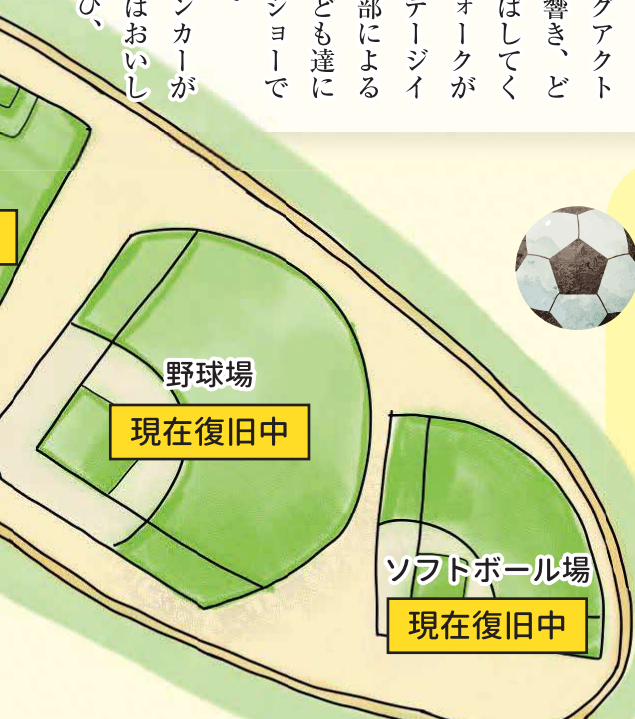 グアクト
響き、ど
はしてく
ォークが
テージイ
部による
ども達に
ショーで
ンカーが
はおいし
ひ、
野球場
現在復旧中
ソフトボール場
現在復旧中